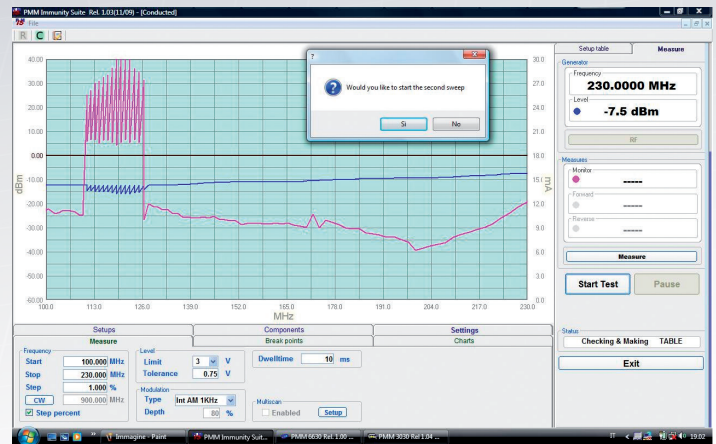 PMM Immunity Suite Rel. 1.03(11/09) - [Conducted]
File
R C
Setup table Measure
Generator
Frequency
230.0000 MHz
Level
-7.5 dBm
RF
Measures
Monitor
-----
Forward
-----
Reverse
-----
Measure
Start Test Pause
Status
Checking & Making TABLE
Exit
?
Would you like to start the second sweep
Si No
40.00 30.0
30.00 27.0
20.00 24.0
10.00 21.0
0.00 18.0
-10.00 15.0
-20.00 12.0
-30.00 9.0
-40.00 6.0
-50.00 3.0
-60.00 0.0
dBm mA
100.0 113.0 126.0 139.0 152.0 165.0 178.0 191.0 204.0 217.0 230.0
MHz
Setups Components Settings
Measure Break points Charts
Frequency
Start 100.000 MHz
Stop 230.000 MHz
Step 1.000 %
CW 900.000 MHz
Step percent
Level
Limit 3 V
Tolerance 0.75 V
Modulation
Type Int AM 1KHz
Depth 80 %
Dwelltime 10 ms
Multiscan
Enabled Setup
Immagine - Paint PMM Immunity Suit... PMM 6630 Rel. 1.00 ... PMM 3030 Rel 1.04 ... IT 19.02